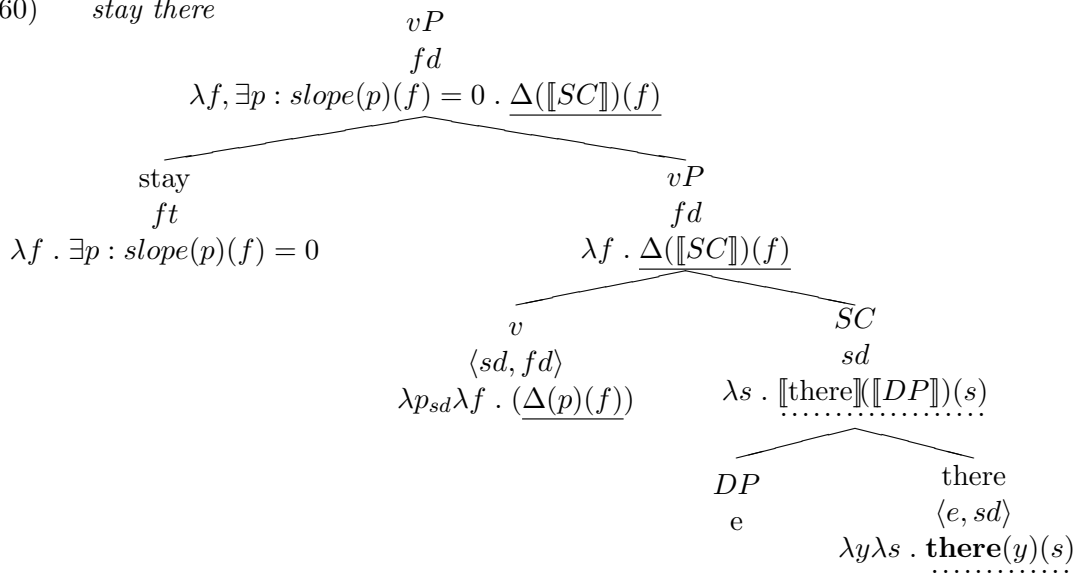 60) stay there
vP
fd
λf, ∃p : slope(p)(f) = 0 . Δ(⟦SC⟧)(f)
stay vP
ft fd
λf . ∃p : slope(p)(f) = 0 λf . Δ(⟦SC⟧)(f)
v SC
⟨sd, fd⟩ sd
λp_sd λf . (Δ(p)(f)) λs . ⟦there⟧(⟦DP⟧)(s)
DP there
e ⟨e, sd⟩
λyλs . there(y)(s)